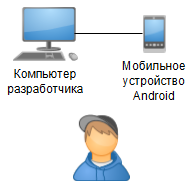 Компьютер
разработчика
Мобильное
устройство
Android